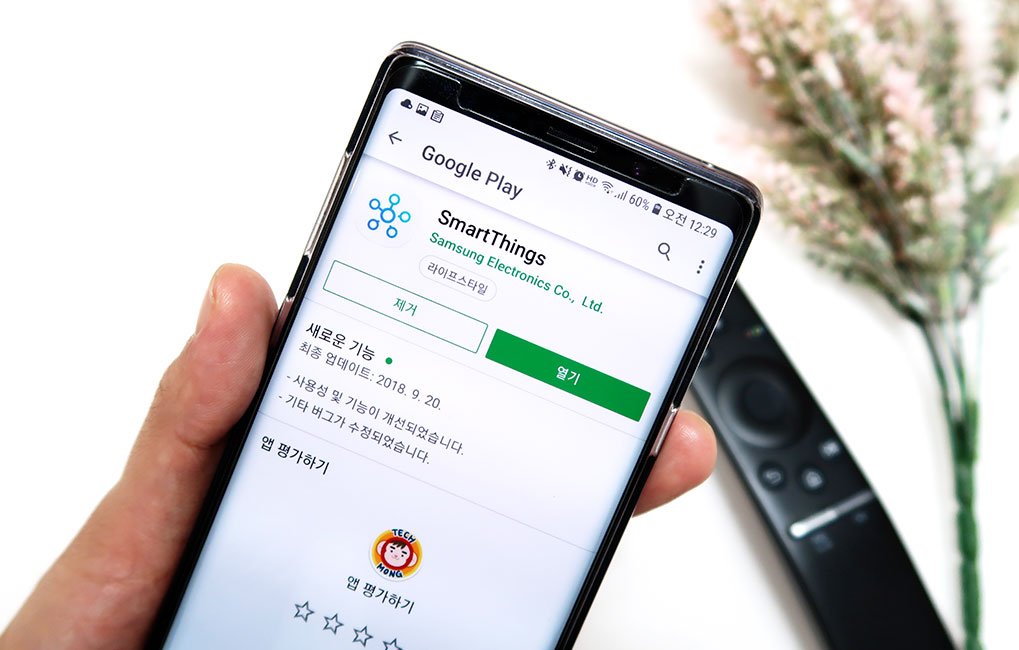 HD
60% 오전 12:29
Google Play
SmartThings
Samsung Electronics Co., Ltd.
라이프스타일
제거
열기
새로운 기능
최종 업데이트: 2018. 9. 20.
- 사용성 및 기능이 개선되었습니다.
- 기타 버그가 수정되었습니다.
앱 평가하기
TECH
MONG
앱 평가하기